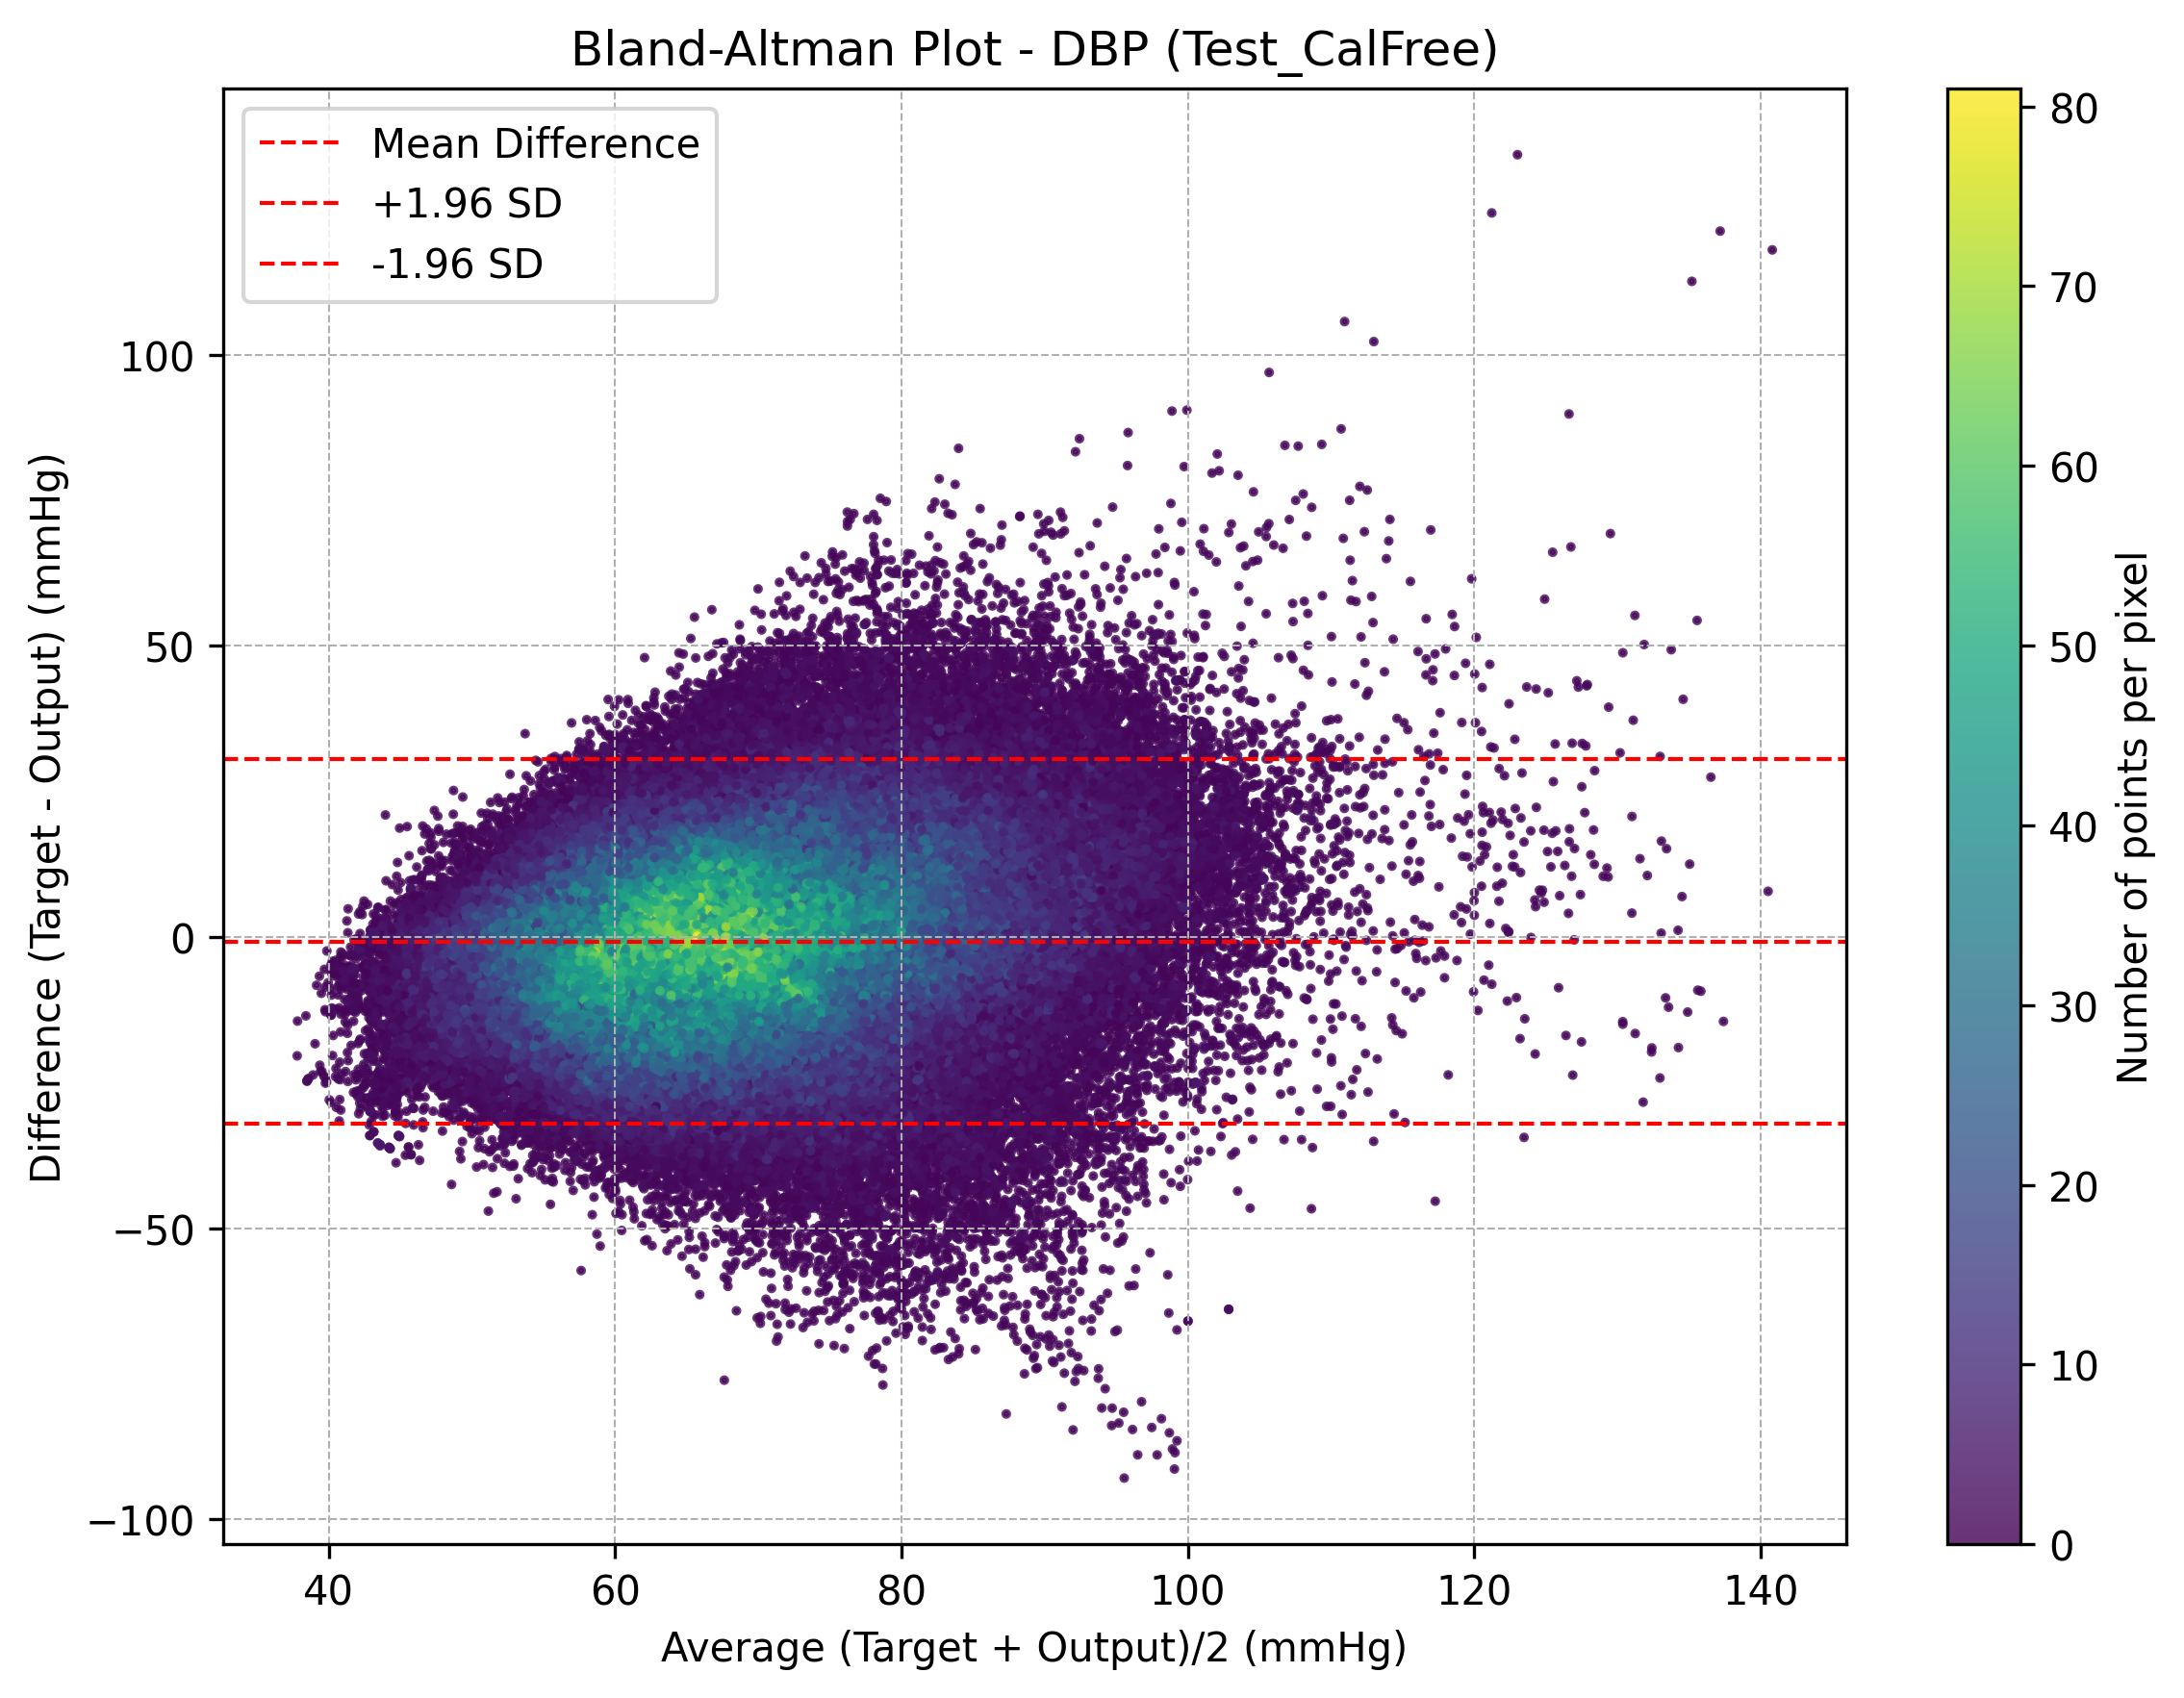 Bland-Altman Plot - DBP (Test_CalFree)
Mean Difference
+1.96 SD
-1.96 SD
Difference (Target - Output) (mmHg)
100
50
0
−50
−100
40 60 80 100 120 140
Average (Target + Output)/2 (mmHg)
80
70
60
50
40
30
20
10
0
Number of points per pixel